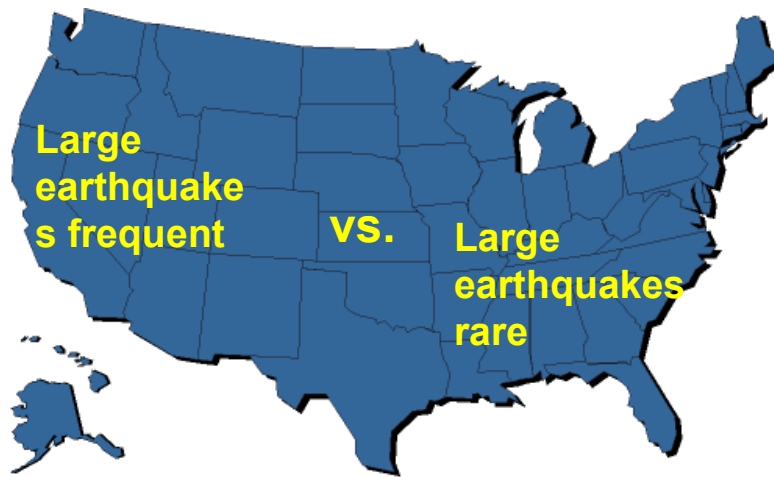 Large
earthquake
s frequent
vs.
Large
earthquakes
rare